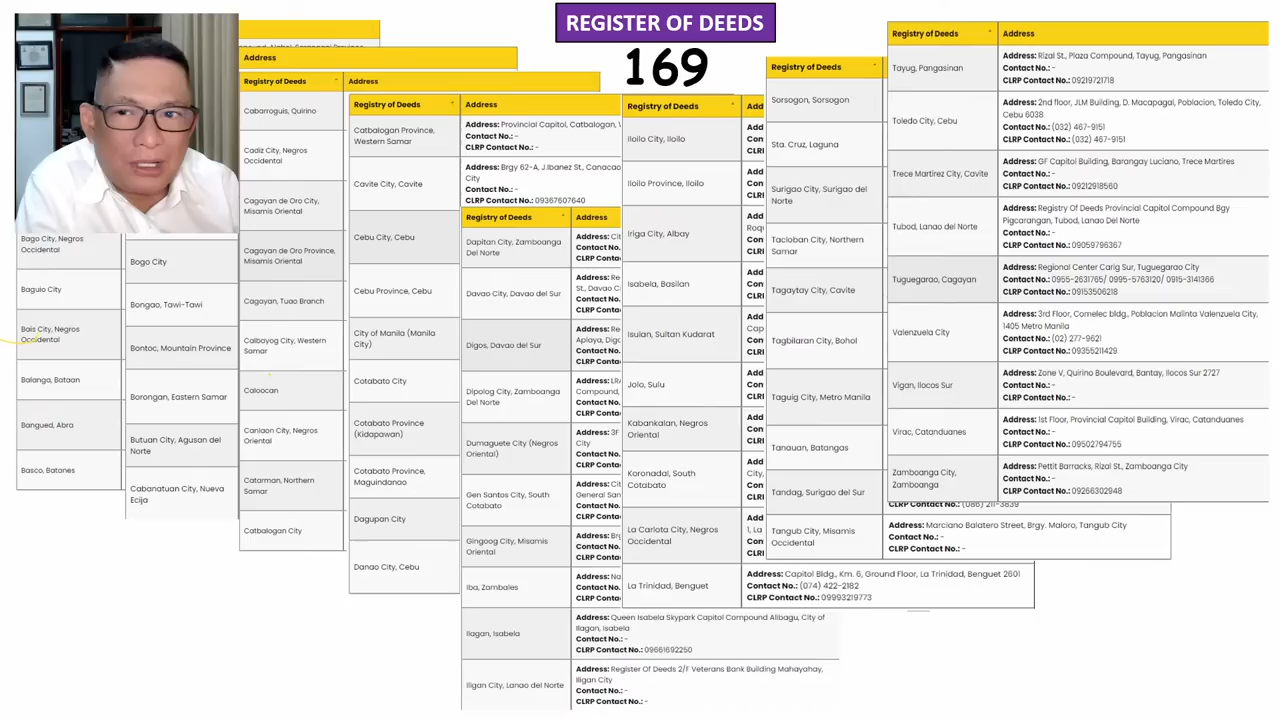 REGISTER OF DEEDS
169
Address
Registry of Deeds
Address
Bago City, Negros
Occidental
Baguio City
Bais City, Negros
Occidental
Balanga, Bataan
Bangued, Abra
Basco, Batanes
Bogo City
Bongao, Tawi-Tawi
Bontoc, Mountain Province
Borongan, Eastern Samar
Butuan City, Agusan del
Norte
Cabanatuan City, Nueva
Ecija
Cabarroguis, Quirino
Cadiz City, Negros
Occidental
Cagayan de Oro City,
Misamis Oriental
Cagayan de Oro Province,
Misamis Oriental
Cagayan, Tuao Branch
Calbayog City, Western
Samar
Caloocan
Canlaon City, Negros
Oriental
Catarman, Northern
Samar
Catbalogan City
Registry of Deeds
Address
Catbalogan Province,
Western Samar
Address: Provincial Capitol, Catbalogan,
Contact No.: -
CLRP Contact No.: -
Cavite City, Cavite
Address: Brgy 62-A, J.Ibanez St., Canacao
City
Contact No.: -
CLRP Contact No.: 09367607640
Cebu City, Cebu
Cebu Province, Cebu
City of Manila (Manila
City)
Cotabato City
Cotabato Province
(Kidapawan)
Cotabato Province,
Maguindanao
Dagupan City
Danao City, Cebu
Registry of Deeds
Address
Dapitan City, Zamboanga
Del Norte
Davao City, Davao del Sur
Digos, Davao del Sur
Dipolog City, Zamboanga
Del Norte
Dumaguete City (Negros
Oriental)
Gen Santos City, South
Cotabato
Gingoog City, Misamis
Oriental
Iba, Zambales
Ilagan, Isabela
Address: Queen Isabela Skypark Capitol Compound Alibagu, City of
Ilagan, Isabela
Contact No.: -
CLRP Contact No.: 09661692250
Iligan City, Lanao del Norte
Address: Register Of Deeds 2/F Veterans Bank Building Mahayahay,
Iligan City
Contact No.: -
CLRP Contact No.: -
Registry of Deeds
Iloilo City, Iloilo
Iloilo Province, Iloilo
Iriga City, Albay
Isabela, Basilan
Isulan, Sultan Kudarat
Jolo, Sulu
Kabankalan, Negros
Oriental
Koronadal, South
Cotabato
La Carlota City, Negros
Occidental
La Trinidad, Benguet
Address: Capitol Bldg., Km. 6, Ground Floor, La Trinidad, Benguet 2601
Contact No.: (074) 422-2182
CLRP Contact No.: 09993219773
Registry of Deeds
Sorsogon, Sorsogon
Sta. Cruz, Laguna
Surigao City, Surigao del
Norte
Tacloban City, Northern
Samar
Tagaytay City, Cavite
Tagbilaran City, Bohol
Taguig City, Metro Manila
Tanauan, Batangas
Tandag, Surigao del Sur
Tangub City, Misamis
Occidental
Address: Marciano Balatero Street, Brgy. Maloro, Tangub City
Contact No.: -
CLRP Contact No.: -
Registry of Deeds
Address
Tayug, Pangasinan
Address: Rizal St., Plaza Compound, Tayug, Pangasinan
Contact No.: -
CLRP Contact No.: 09219721718
Toledo City, Cebu
Address: 2nd floor, JLM Building, D. Macapagal, Poblacion, Toledo City,
Cebu 6038
Contact No.: (032) 467-9151
CLRP Contact No.: (032) 467-9151
Trece Martirez City, Cavite
Address: GF Capitol Building, Barangay Luciano, Trece Martires
Contact No.: -
CLRP Contact No.: 09212918560
Tubod, Lanao del Norte
Address: Registry Of Deeds Provincial Capitol Compound Bgy
Pigcarangan, Tubod, Lanao Del Norte
Contact No.: -
CLRP Contact No.: 09059796367
Tuguegarao, Cagayan
Address: Regional Center Carig Sur, Tuguegarao City
Contact No.: 0955-2631765/ 0995-5763120/ 0915-3141366
CLRP Contact No.: 09153506218
Valenzuela City
Address: 3rd Floor, Comelec bldg., Poblacion Malinta Valenzuela City,
1405 Metro Manila
Contact No.: (02) 277-9621
CLRP Contact No.: 09355211429
Vigan, Ilocos Sur
Address: Zone V, Quirino Boulevard, Bantay, Ilocos Sur 2727
Contact No.: -
CLRP Contact No.: -
Virac, Catanduanes
Address: 1st Floor, Provincial Capitol Building, Virac, Catanduanes
Contact No.: -
CLRP Contact No.: 09502794755
Zamboanga City,
Zamboanga
Address: Pettit Barracks, Rizal St., Zamboanga City
Contact No.: -
CLRP Contact No.: 09266302948